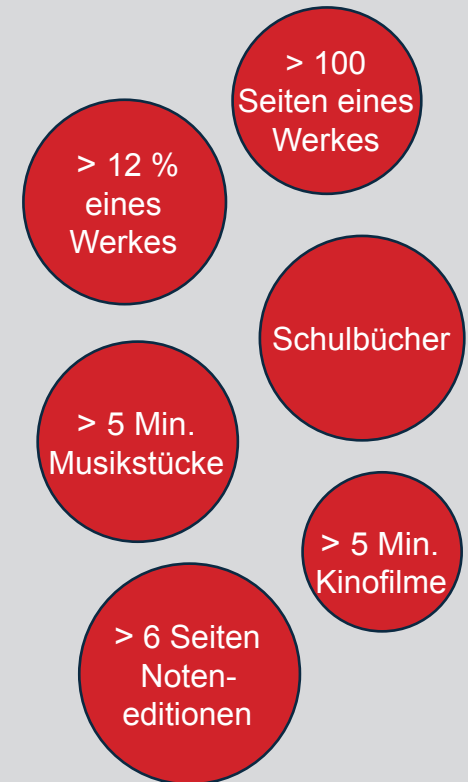 > 100
Seiten eines
Werkes
> 12 %
eines
Werkes
Schulbücher
> 5 Min.
Musikstücke
> 5 Min.
Kinofilme
> 6 Seiten
Noten-
editionen